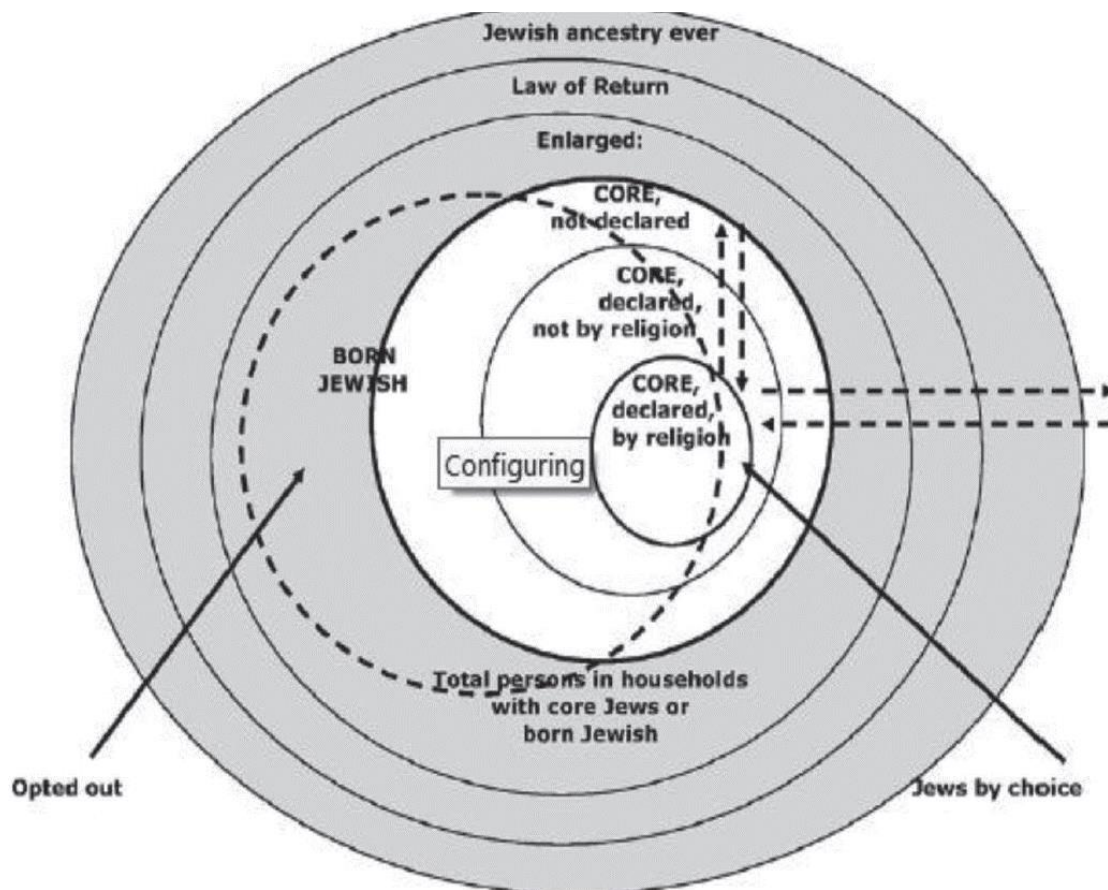 Jewish ancestry ever
Law of Return
Enlarged:
CORE,
not declared
CORE,
declared,
not by religion
BORN
JEWISH
CORE,
declared,
by religion
Configuring
Total persons in households
with core Jews or
born Jewish
Opted out
Jews by choice